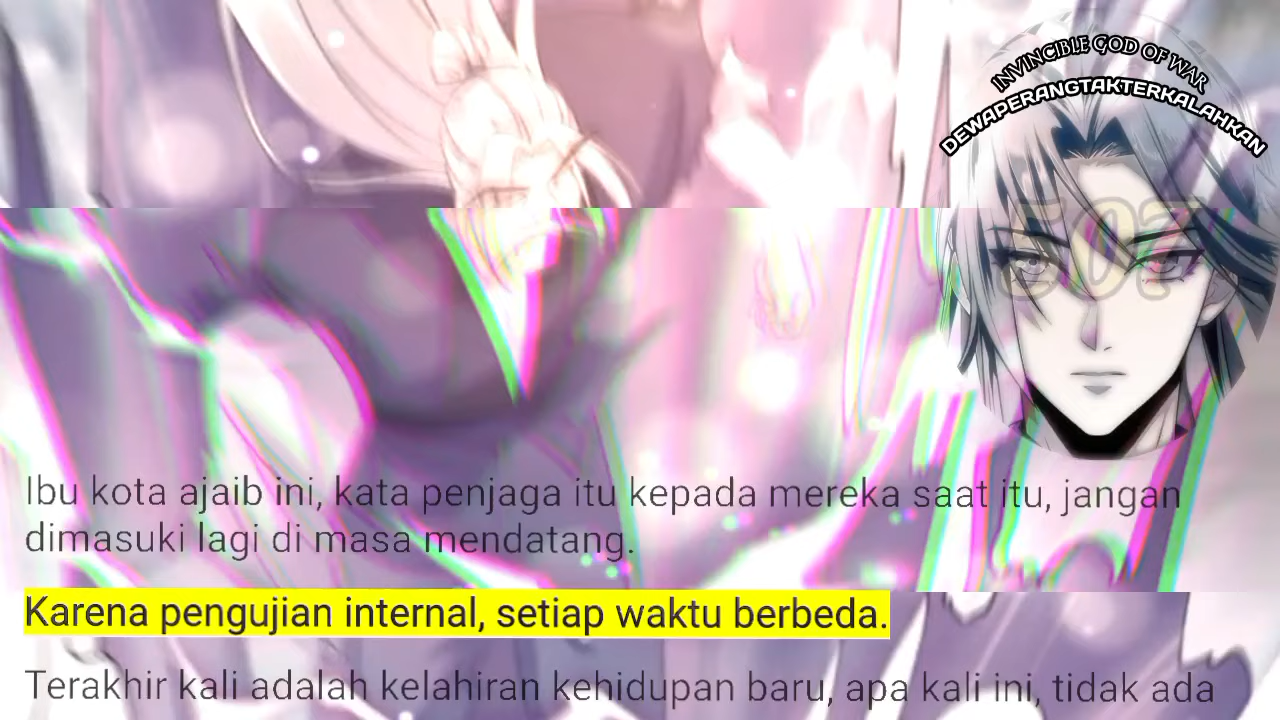 INVINCIBLE GOD OF WAR
DEWAPERANGTAKTERKALAHKAN
507
Ibu kota ajaib ini, kata penjaga itu kepada mereka saat itu, jangan
dimasuki lagi di masa mendatang.
Karena pengujian internal, setiap waktu berbeda.
Terakhir kali adalah kelahiran kehidupan baru, apa kali ini, tidak ada